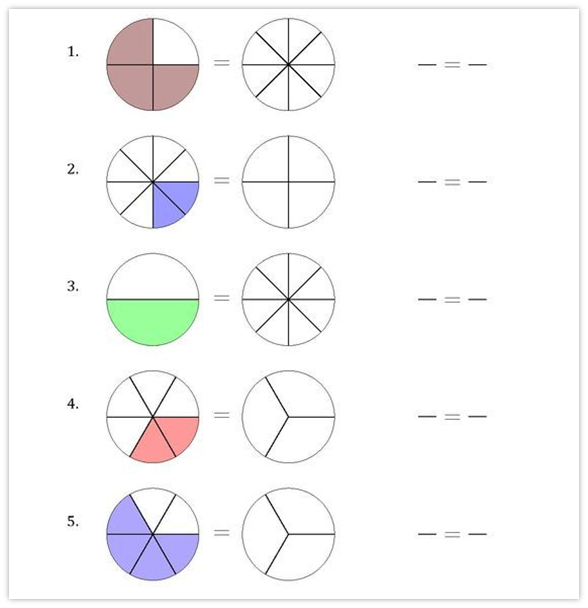 1. = — = —
2. = — = —
3. = — = —
4. = — = —
5. = — = —